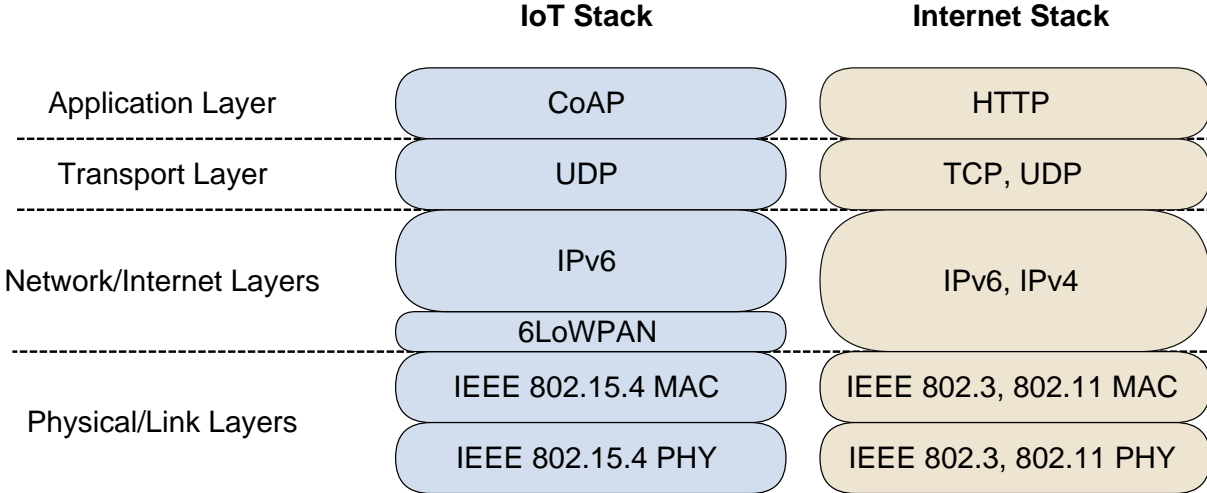 IoT Stack
Internet Stack
Application Layer
CoAP
HTTP
Transport Layer
UDP
TCP, UDP
Network/Internet Layers
IPv6
IPv6, IPv4
6LoWPAN
Physical/Link Layers
IEEE 802.15.4 MAC
IEEE 802.3, 802.11 MAC
IEEE 802.15.4 PHY
IEEE 802.3, 802.11 PHY